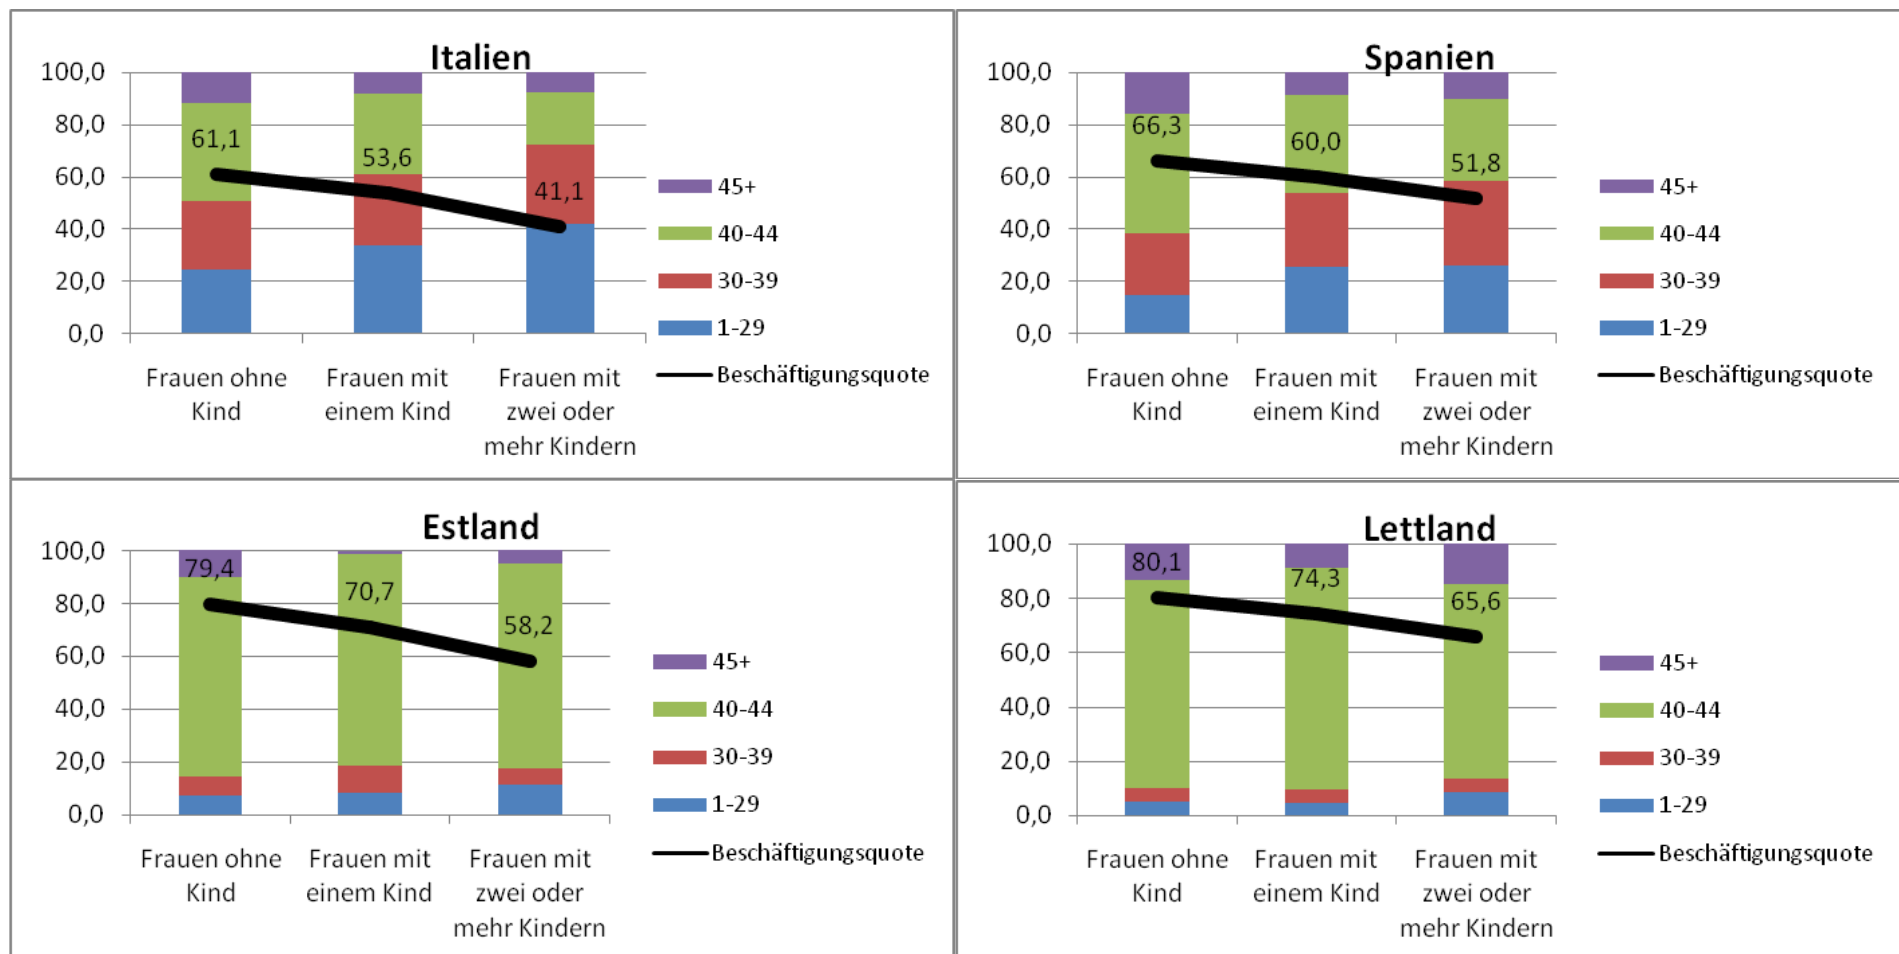 Italien
100,0
80,0
60,0
40,0
20,0
0,0
61,1
53,6
41,1
45+
40-44
30-39
1-29
Beschäftigungsquote
Frauen ohne
Kind
Frauen mit
einem Kind
Frauen mit
zwei oder
mehr Kindern
Spanien
100,0
80,0
60,0
40,0
20,0
0,0
66,3
60,0
51,8
45+
40-44
30-39
1-29
Beschäftigungsquote
Frauen ohne
Kind
Frauen mit
einem Kind
Frauen mit
zwei oder
mehr Kindern
Estland
100,0
80,0
60,0
40,0
20,0
0,0
79,4
70,7
58,2
45+
40-44
30-39
1-29
Beschäftigungsquote
Frauen ohne
Kind
Frauen mit
einem Kind
Frauen mit
zwei oder
mehr Kindern
Lettland
100,0
80,0
60,0
40,0
20,0
0,0
80,1
74,3
65,6
45+
40-44
30-39
1-29
Beschäftigungsquote
Frauen ohne
Kind
Frauen mit
einem Kind
Frauen mit
zwei oder
mehr Kindern